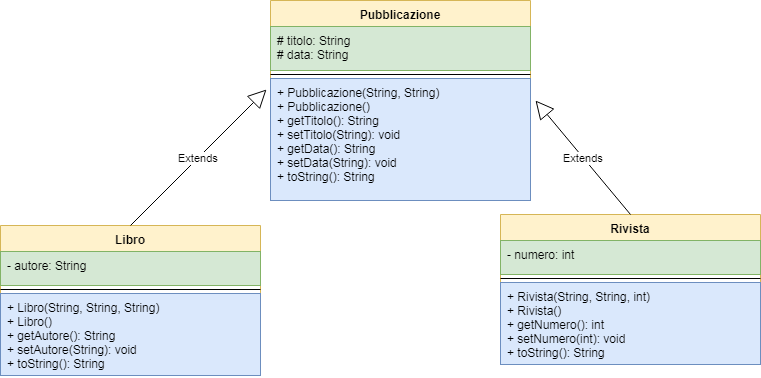 Pubblicazione
# titolo: String
# data: String
+ Pubblicazione(String, String)
+ Pubblicazione()
+ getTitolo(): String
+ setTitolo(String): void
+ getData(): String
+ setData(String): void
+ toString(): String
Extends
Extends
Libro
- autore: String
+ Libro(String, String, String)
+ Libro()
+ getAutore(): String
+ setAutore(String): void
+ toString(): String
Rivista
- numero: int
+ Rivista(String, String, int)
+ Rivista()
+ getNumero(): int
+ setNumero(int): void
+ toString(): String